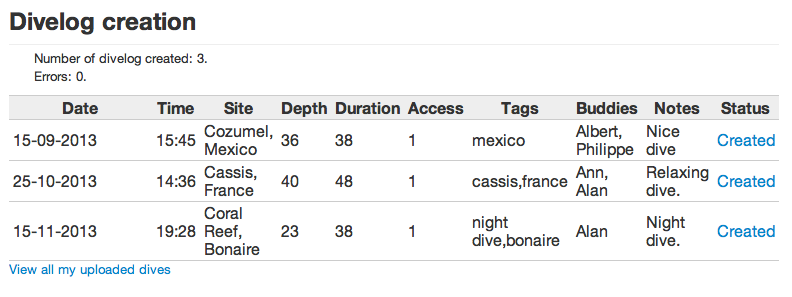 Divelog creation
Number of divelog created: 3.
Errors: 0.
Date Time Site Depth Duration Access Tags Buddies Notes Status
15-09-2013 15:45 Cozumel, Mexico 36 38 1 mexico Albert, Philippe Nice dive Created
25-10-2013 14:36 Cassis, France 40 48 1 cassis,france Ann, Alan Relaxing dive. Created
15-11-2013 19:28 Coral Reef, Bonaire 23 38 1 night dive,bonaire Alan Night dive. Created
View all my uploaded dives